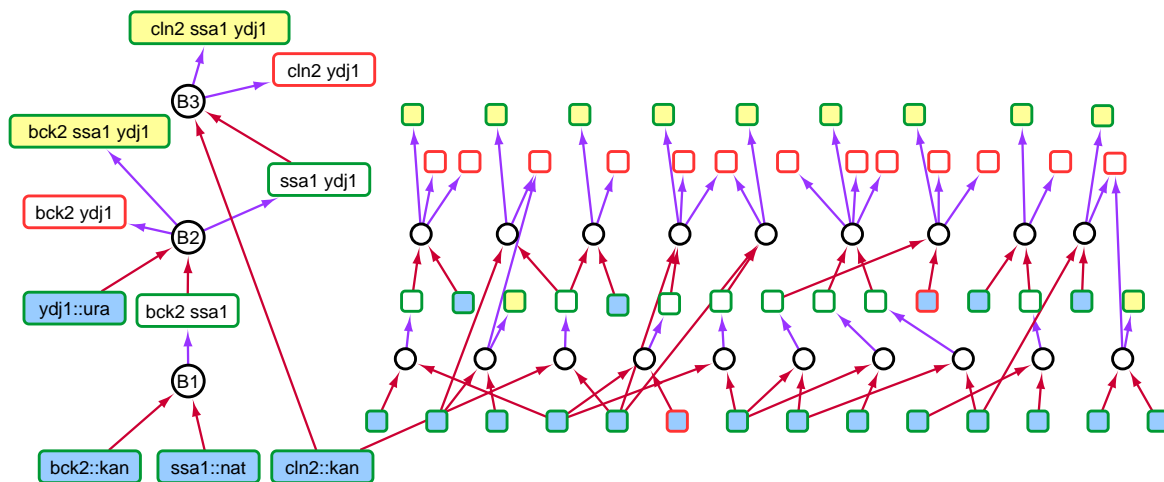 cln2 ssa1 ydj1
cln2 ydj1
B3
bck2 ssa1 ydj1
ssa1 ydj1
bck2 ydj1
B2
ydj1::ura
bck2 ssa1
B1
bck2::kan
ssa1::nat
cln2::kan